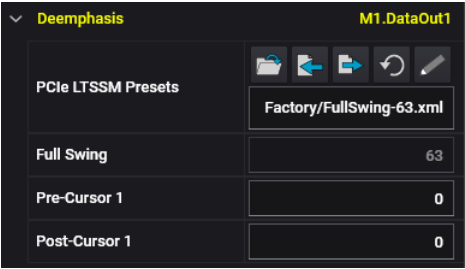 Deemphasis M1.DataOut1
PCIe LTSSM Presets
Factory/FullSwing-63.xml
Full Swing 63
Pre-Cursor 1 0
Post-Cursor 1 0